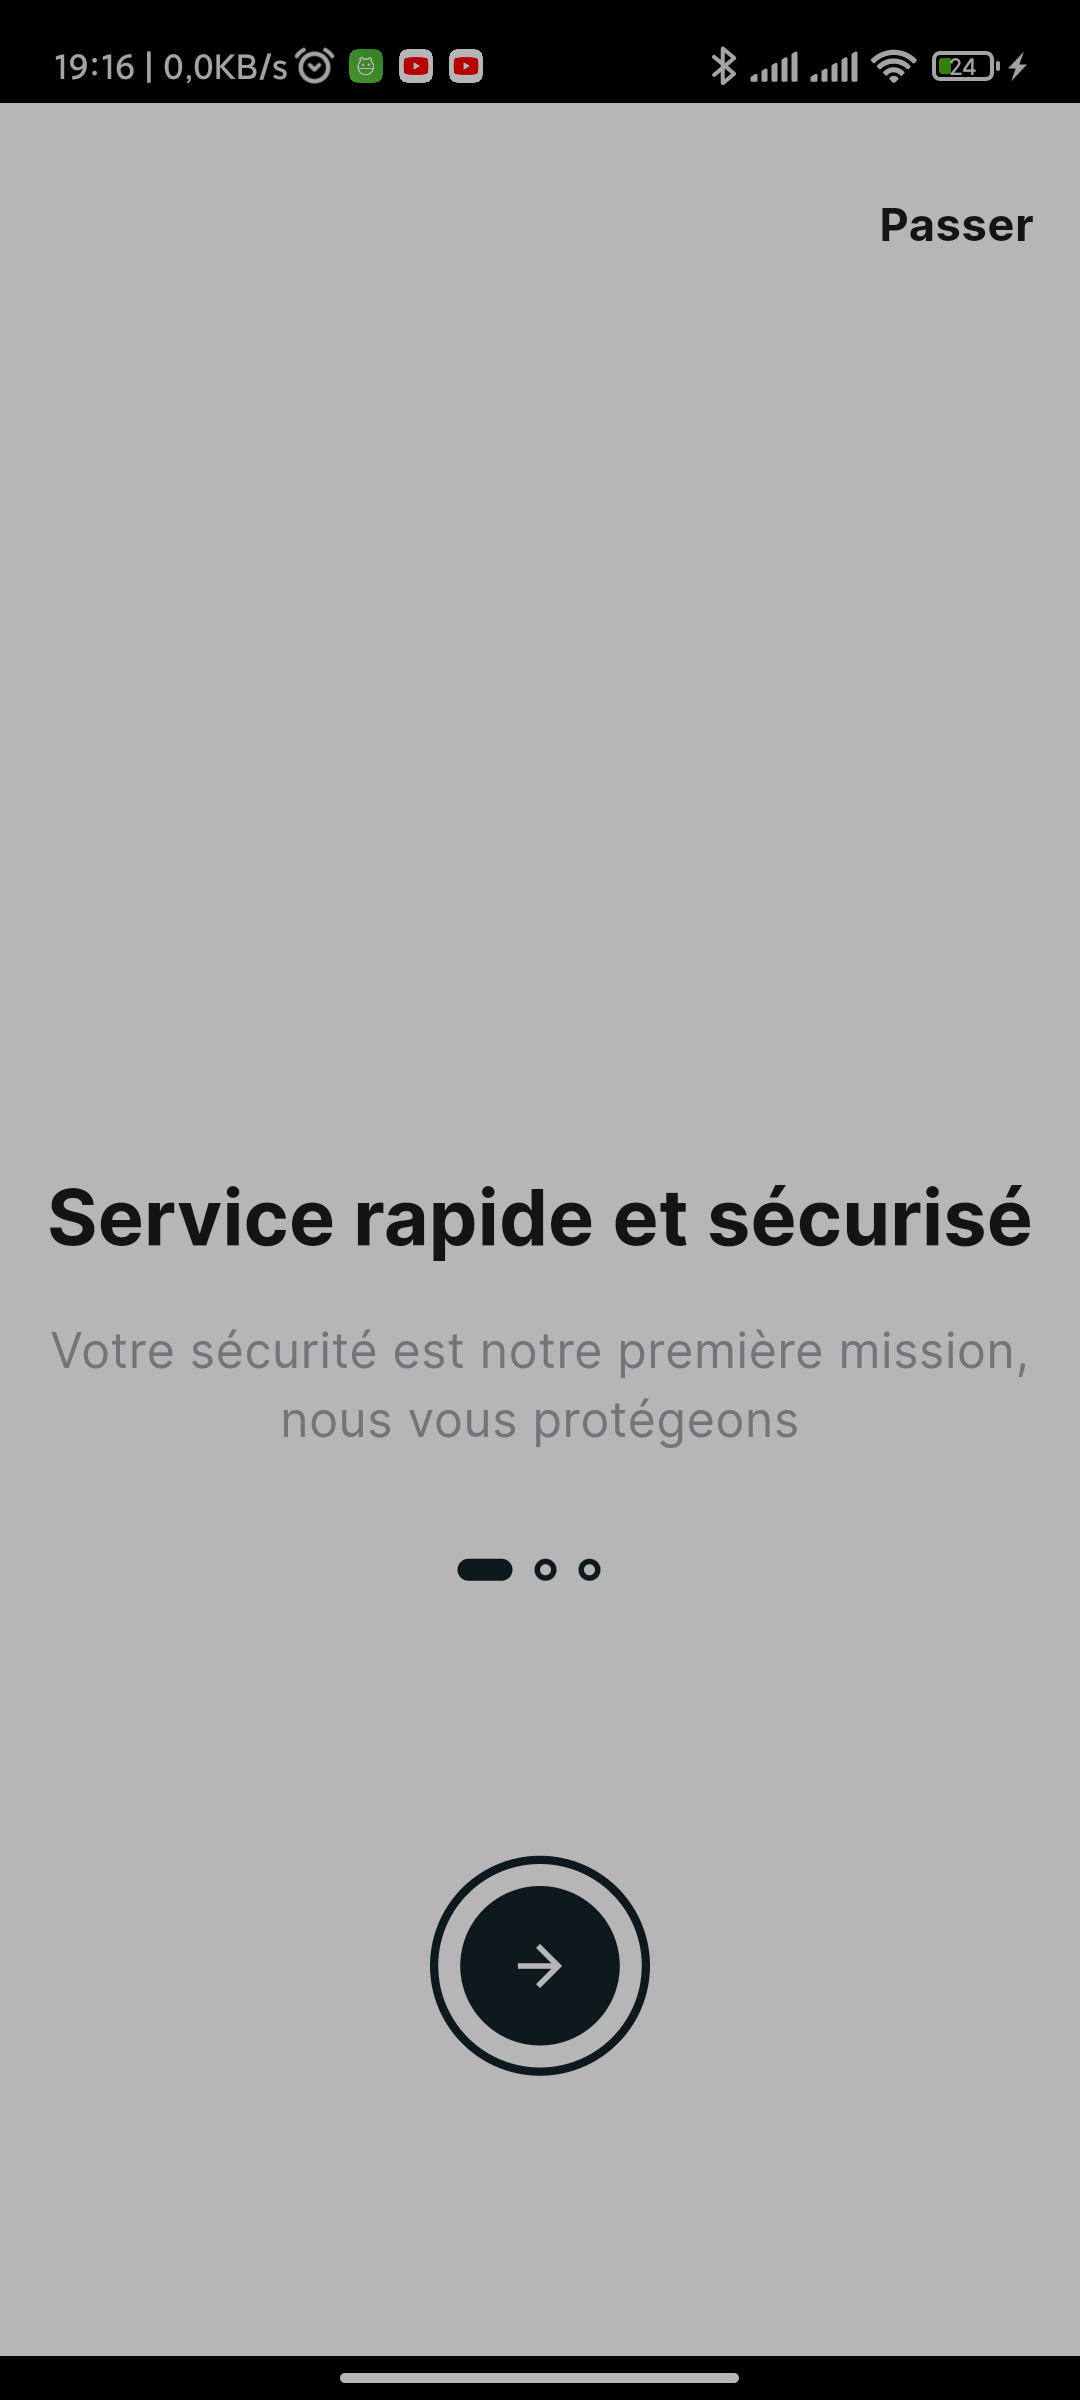 19:16 | 0,0KB/s
24
Passer
Service rapide et sécurisé
Votre sécurité est notre première mission,
nous vous protégeons